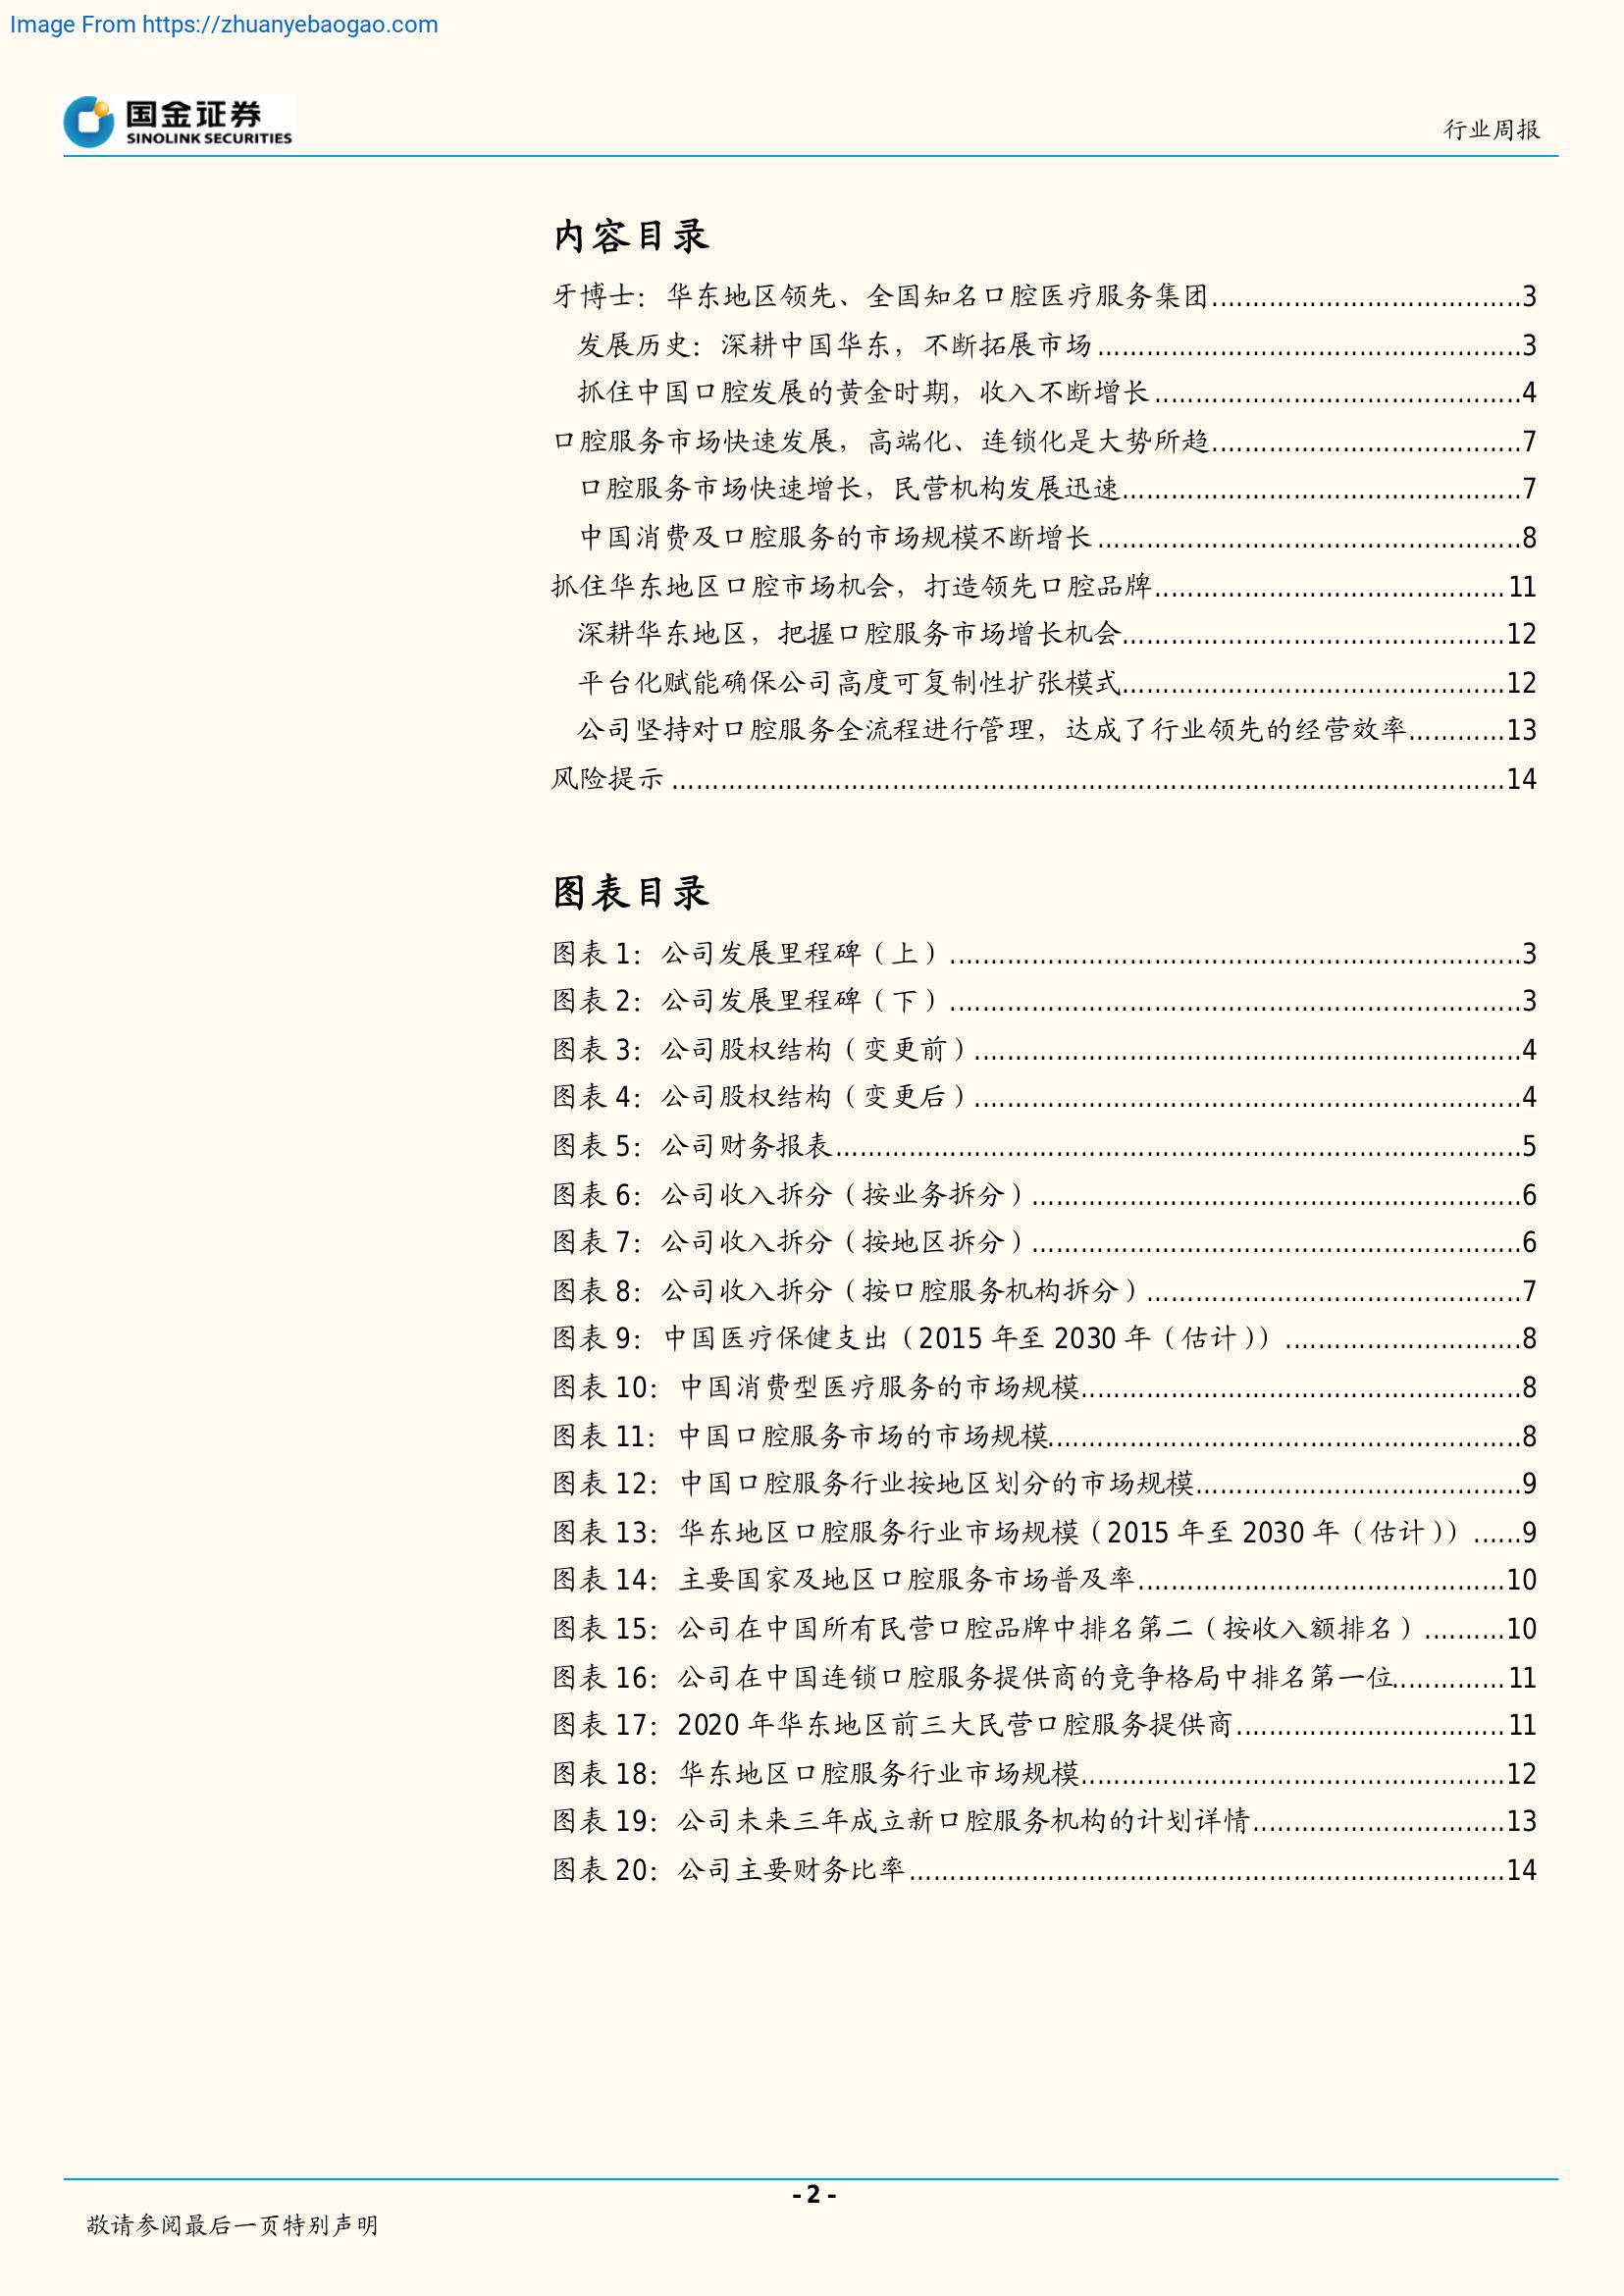 Image From https://zhuanyebaogao.com
国金证券
SINOLINK SECURITIES
行业周报
内容目录
牙博士：华东地区领先、全国知名口腔医疗服务集团......................................3
发展历史：深耕中国华东，不断拓展市场....................................................3
抓住中国口腔发展的黄金时期，收入不断增长.............................................4
口腔服务市场快速发展，高端化、连锁化是大势所趋......................................7
口腔服务市场快速增长，民营机构发展迅速.................................................7
中国消费及口腔服务的市场规模不断增长....................................................8
抓住华东地区口腔市场机会，打造领先口腔品牌...........................................11
深耕华东地区，把握口腔服务市场增长机会...............................................12
平台化赋能确保公司高度可复制性扩张模式...............................................12
公司坚持对口腔服务全流程进行管理，达成了行业领先的经营效率............13
风险提示......................................................................................................14
图表目录
图表 1：公司发展里程碑（上）......................................................................3
图表 2：公司发展里程碑（下）......................................................................3
图表 3：公司股权结构（变更前）...................................................................4
图表 4：公司股权结构（变更后）...................................................................4
图表 5：公司财务报表....................................................................................5
图表 6：公司收入拆分（按业务拆分）............................................................6
图表 7：公司收入拆分（按地区拆分）............................................................6
图表 8：公司收入拆分（按口腔服务机构拆分）..............................................7
图表 9：中国医疗保健支出（2015 年至 2030 年（估计））.............................8
图表 10：中国消费型医疗服务的市场规模......................................................8
图表 11：中国口腔服务市场的市场规模..........................................................8
图表 12：中国口腔服务行业按地区划分的市场规模........................................9
图表 13：华东地区口腔服务行业市场规模（2015 年至 2030 年（估计））......9
图表 14：主要国家及地区口腔服务市场普及率.............................................10
图表 15：公司在中国所有民营口腔品牌中排名第二（按收入额排名）..........10
图表 16：公司在中国连锁口腔服务提供商的竞争格局中排名第一位..............11
图表 17：2020 年华东地区前三大民营口腔服务提供商.................................11
图表 18：华东地区口腔服务行业市场规模....................................................12
图表 19：公司未来三年成立新口腔服务机构的计划详情...............................13
图表 20：公司主要财务比率.........................................................................14
- 2 -
敬请参阅最后一页特别声明